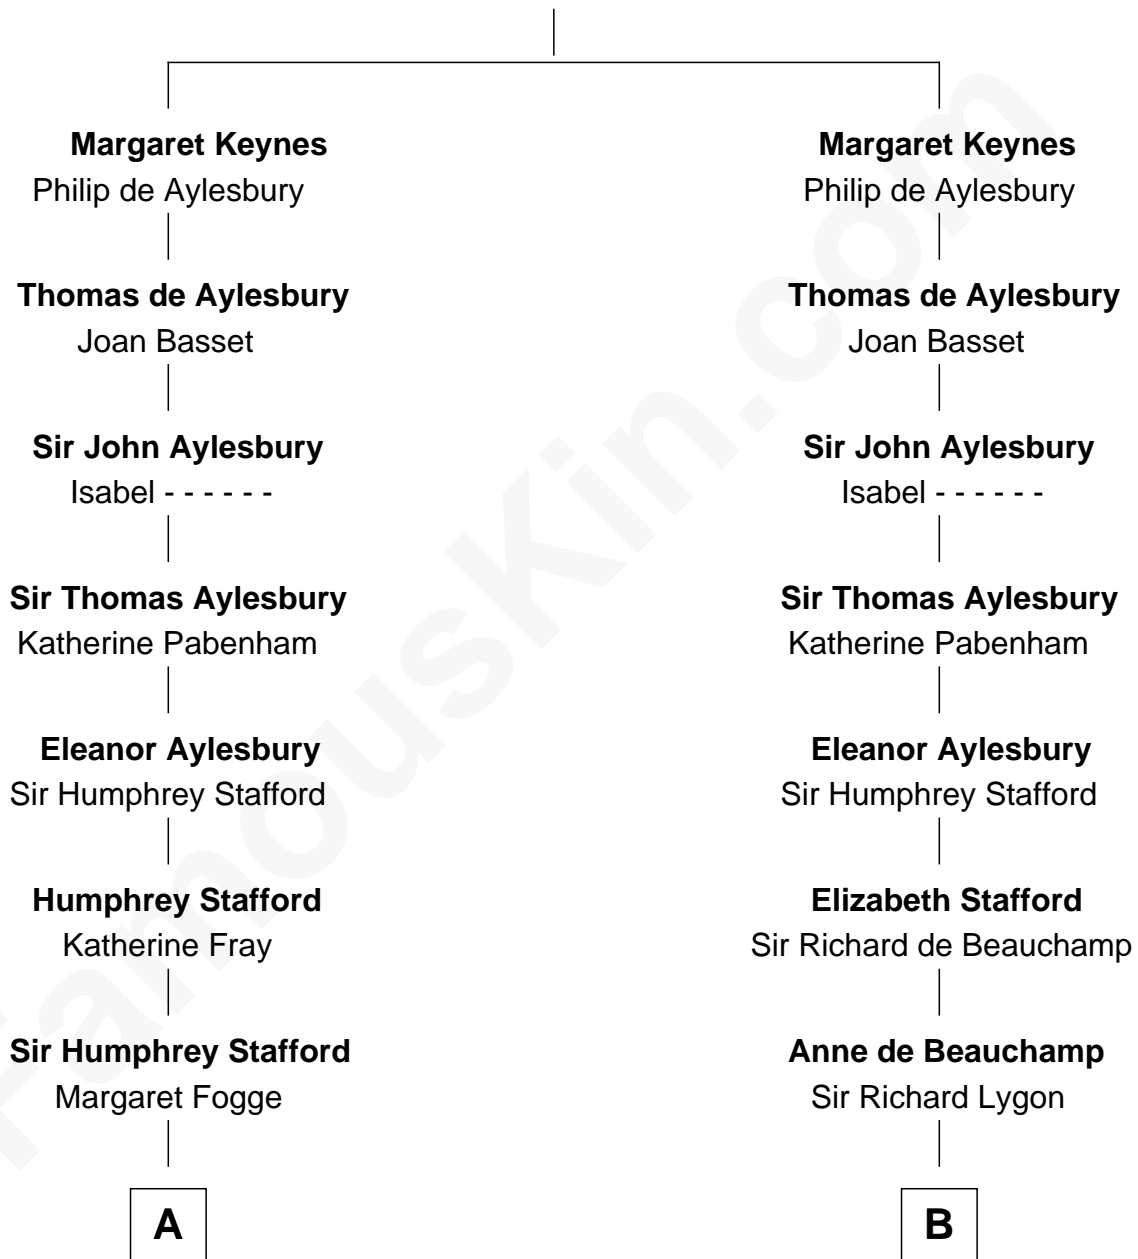 Margaret Keynes
Philip de Aylesbury
Thomas de Aylesbury
Joan Basset
Sir John Aylesbury
Isabel - - - - - -
Sir Thomas Aylesbury
Katherine Pabenham
Eleanor Aylesbury
Sir Humphrey Stafford
Humphrey Stafford
Katherine Fray
Sir Humphrey Stafford
Margaret Fogge
A
Margaret Keynes
Philip de Aylesbury
Thomas de Aylesbury
Joan Basset
Sir John Aylesbury
Isabel - - - - - -
Sir Thomas Aylesbury
Katherine Pabenham
Eleanor Aylesbury
Sir Humphrey Stafford
Elizabeth Stafford
Sir Richard de Beauchamp
Anne de Beauchamp
Sir Richard Lygon
B
FamousKin.com